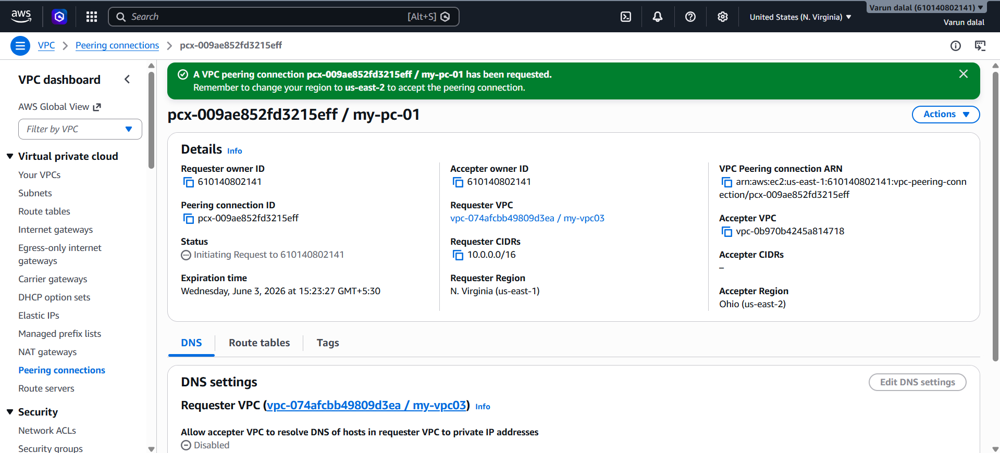 aws
Search
[Alt+S]
United States (N. Virginia)
Varun dalal (610140802141)
Varun dalal
VPC
Peering connections
pcx-009ae852fd3215eff
VPC dashboard
AWS Global View
Filter by VPC
Virtual private cloud
Your VPCs
Subnets
Route tables
Internet gateways
Egress-only internet
gateways
Carrier gateways
DHCP option sets
Elastic IPs
Managed prefix lists
NAT gateways
Peering connections
Route servers
Security
Network ACLs
Security groups
A VPC peering connection pcx-009ae852fd3215eff / my-pc-01 has been requested.
Remember to change your region to us-east-2 to accept the peering connection.
pcx-009ae852fd3215eff / my-pc-01
Actions
Details Info
Requester owner ID
610140802141
Peering connection ID
pcx-009ae852fd3215eff
Status
Initiating Request to 610140802141
Expiration time
Wednesday, June 3, 2026 at 15:23:27 GMT+5:30
Accepter owner ID
610140802141
Requester VPC
vpc-074afcbb49809d3ea / my-vpc03
Requester CIDRs
10.0.0.0/16
Requester Region
N. Virginia (us-east-1)
VPC Peering connection ARN
arn:aws:ec2:us-east-1:610140802141:vpc-peering-conn
ection/pcx-009ae852fd3215eff
Accepter VPC
vpc-0b970b4245a814718
Accepter CIDRs
–
Accepter Region
Ohio (us-east-2)
DNS
Route tables
Tags
DNS settings
Edit DNS settings
Requester VPC (vpc-074afcbb49809d3ea / my-vpc03) Info
Allow accepter VPC to resolve DNS of hosts in requester VPC to private IP addresses
Disabled